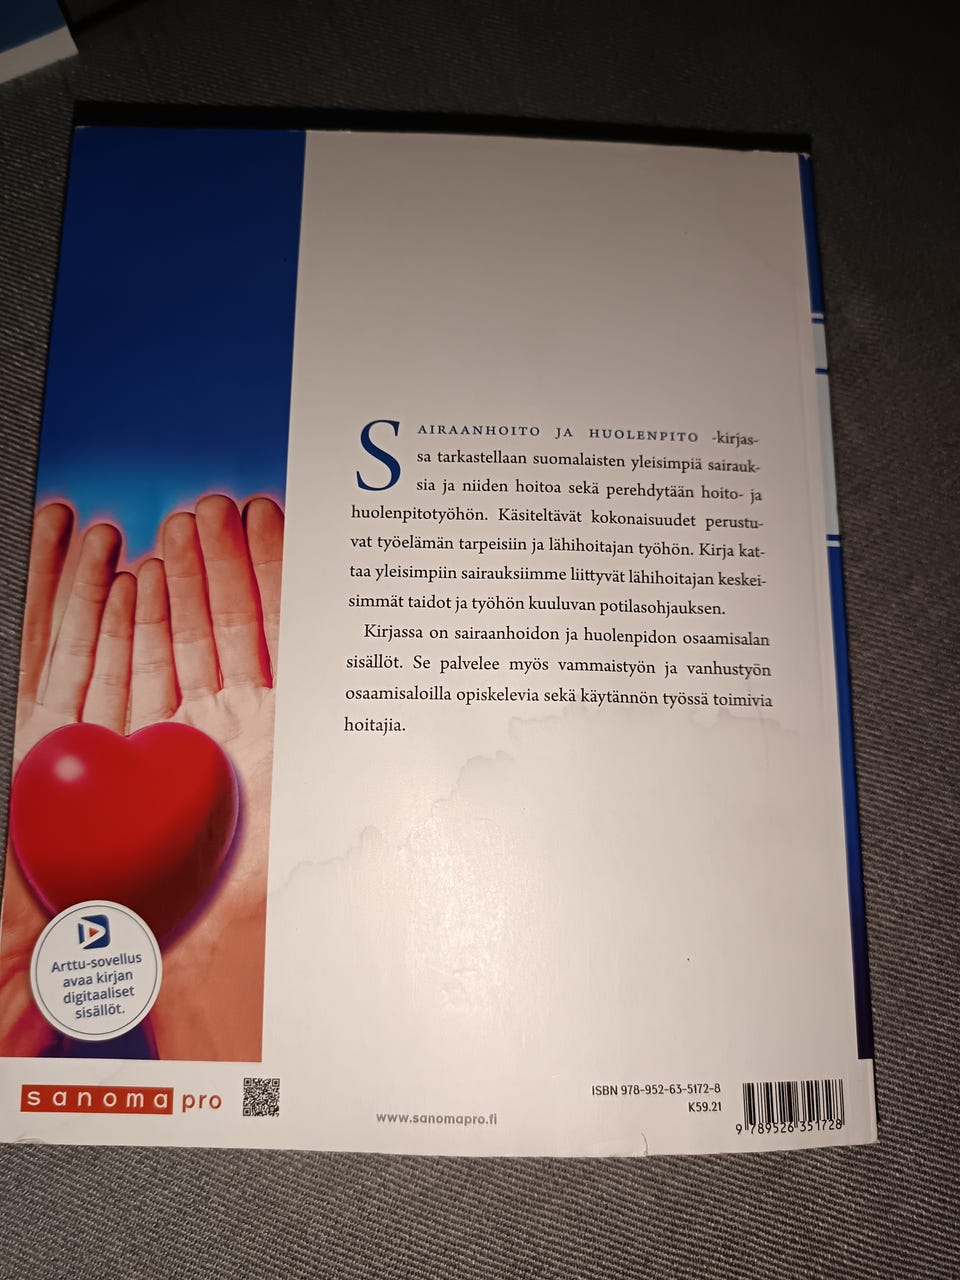 SAIRAANHOITO JA HUOLENPITO -kirjas-
sa tarkastellaan suomalaisten yleisimpiä sairauk-
sia ja niiden hoitoa sekä perehdytään hoito- ja
huolenpitotyöhön. Käsiteltävät kokonaisuudet perustu-
vat työelämän tarpeisiin ja lähihoitajan työhön. Kirja kat-
taa yleisimpiin sairauksiimme liittyvät lähihoitajan keskei-
simmät taidot ja työhön kuuluvan potilasohjauksen.
Kirjassa on sairaanhoidon ja huolenpidon osaamisalan
sisällöt. Se palvelee myös vammaistyön ja vanhustyön
osaamisaloilla opiskelevia sekä käytännön työssä toimivia
hoitajia.
Arttu-sovellus
avaa kirjan
digitaaliset
sisällöt.
sanoma pro
www.sanomapro.fi
ISBN 978-952-63-5172-8
K59.21
9 789526 351728